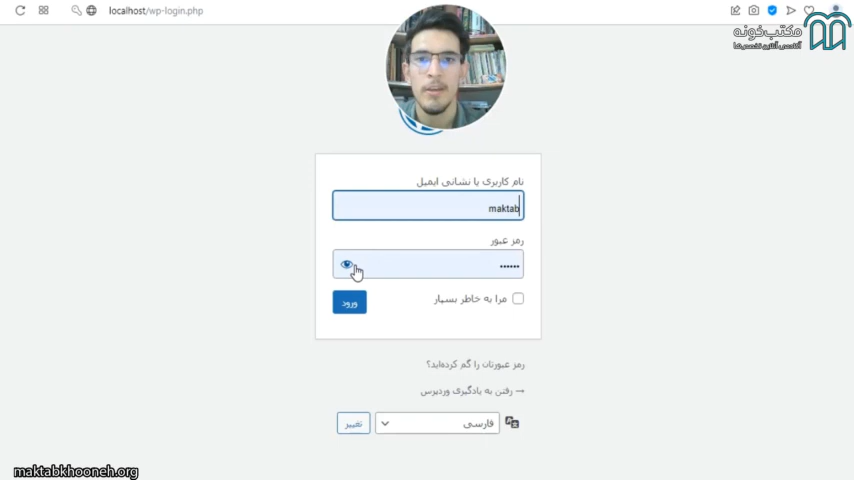 localhost/wp-login.php
مکتب‌خونه
آکادمی آنلاین تخصص‌ها
نام کاربری یا نشانی ایمیل
maktab
رمز عبور
••••••
مرا به خاطر بسپار
ورود
رمز عبورتان را گم کرده‌اید؟
→ رفتن به یادگیری وردپرس
فارسی
تغییر
maktabkhooneh.org